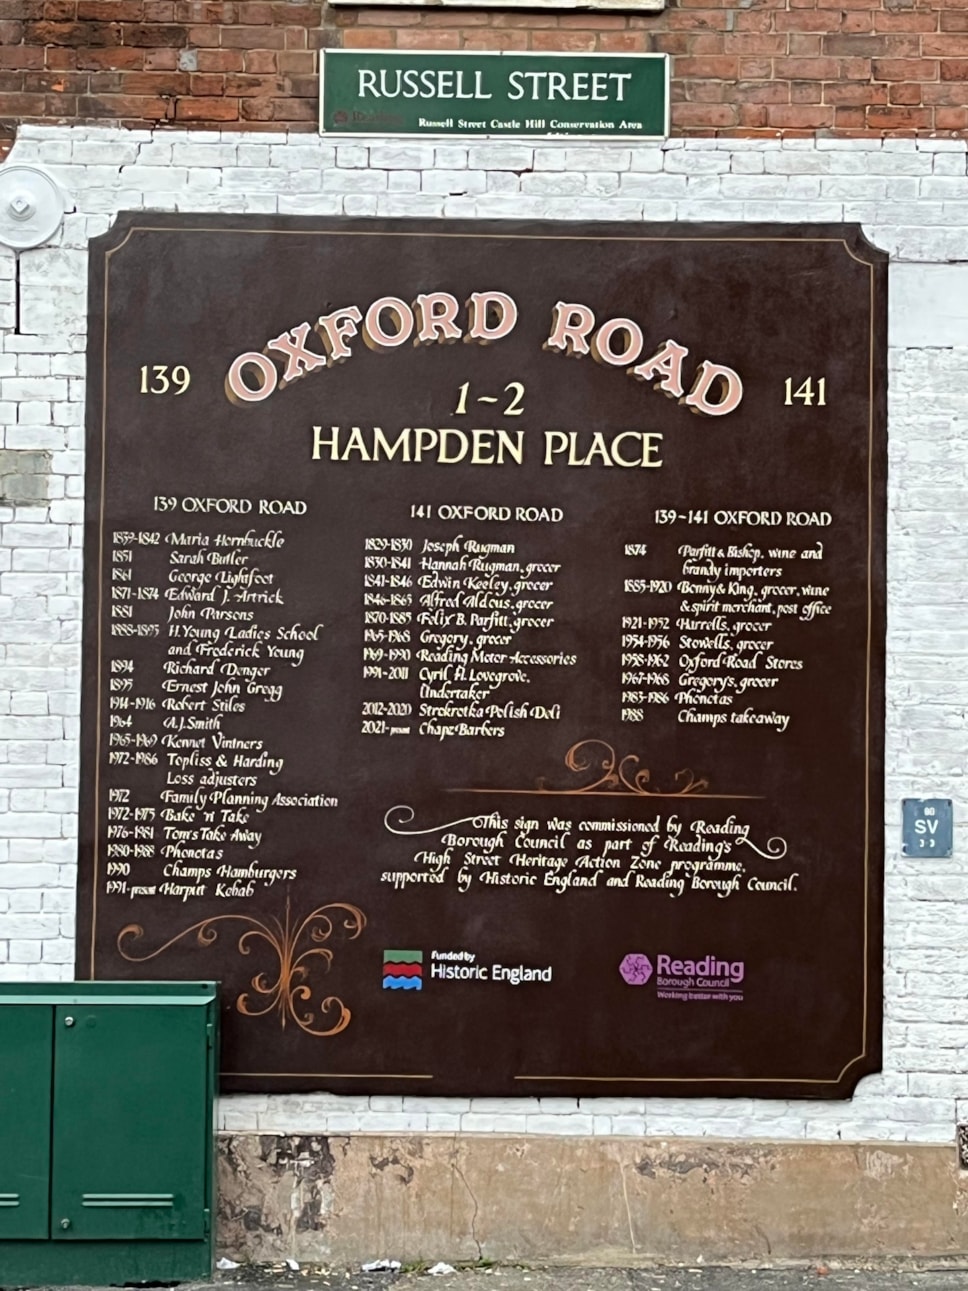 RUSSELL STREET
Reading
Russell Street Castle Hill Conservation Area
OXFORD ROAD
139
141
1~2
HAMPDEN PLACE
139 OXFORD ROAD
1839-1842 Maria Hornbuckle
1851 Sarah Butler
1861 George Lightfoot
1871-1874 Edward J. Artrick
1881 John Parsons
1888-1895 H.Young Ladies School
and Frederick Young
1894 Richard Denger
1895 Ernest John Gregg
1914-1916 Robert Stiles
1964 A.J.Smith
1965-1969 Kennet Vintners
1972-1986 Topliss & Harding
Loss adjusters
1972 Family Planning Association
1972-1975 Bake 'n' Take
1976-1981 Tom's Take Away
1980-1988 Phonotas
1990 Champs Hamburgers
1991-present Harput Kebab
141 OXFORD ROAD
1829-1830 Joseph Rugman
1830-1841 Hannah Rugman, grocer
1841-1846 Edwin Keeley, grocer
1846-1865 Alfred Aldous, grocer
1870-1885 Felix B. Parfitt, grocer
1965-1968 Gregory, grocer
1969-1990 Reading Motor Accessories
1991-2011 Cyril H. Lovegrove,
Undertaker
2012-2020 Stokrotka Polish Deli
2021-present Chapz Barbers
139~141 OXFORD ROAD
1874 Parfitt & Bishop, wine and
brandy importers
1885-1920 Bonny & King, grocer, wine
& spirit merchant, post office
1921-1952 Hurrells, grocer
1954-1956 Stowells, grocer
1958-1962 Oxford Road Stores
1967-1968 Gregory's, grocer
1983-1986 Phonotas
1988 Champs takeaway
This sign was commissioned by Reading
Borough Council as part of Reading's
High Street Heritage Action Zone programme,
supported by Historic England and Reading Borough Council.
Funded by
Historic England
Reading
Borough Council
Working better with you
SV